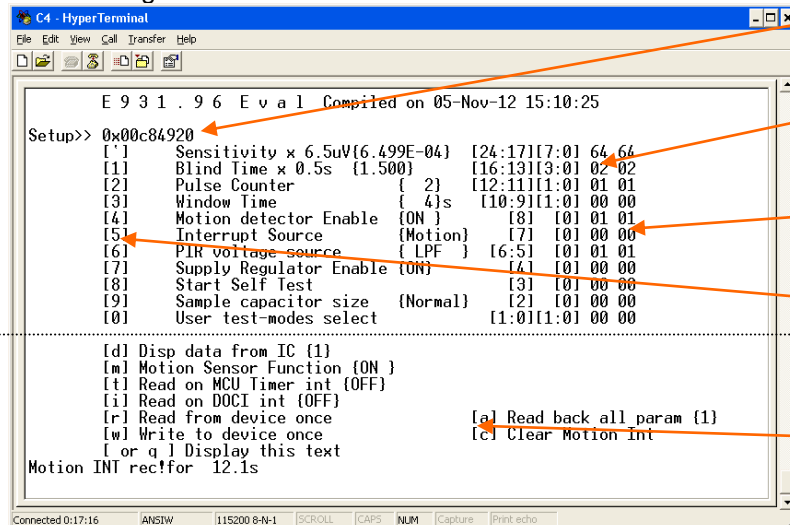 C4 - HyperTerminal
File Edit View Call Transfer Help
E 9 3 1 . 9 6 E v a l Compiled on 05-Nov-12 15:10:25
Setup>> 0x00c84920
[`] Sensitivity x 6.5uV{6.499E-04} [24:17][7:0] 64 64
[1] Blind Time x 0.5s {1.500} [16:13][3:0] 02 02
[2] Pulse Counter { 2} [12:11][1:0] 01 01
[3] Window Time { 4}s [10:9][1:0] 00 00
[4] Motion detector Enable {ON } [8] [0] 01 01
[5] Interrupt Source {Motion} [7] [0] 00 00
[6] PIR voltage source { LPF } [6:5] [0] 01 01
[7] Supply Regulator Enable {ON} [4] [0] 00 00
[8] Start Self Test [3] [0] 00 00
[9] Sample capacitor size {Normal} [2] [0] 00 00
[0] User test-modes select [1:0][1:0] 00 00
[d] Disp data from IC {1}
[m] Motion Sensor Function {ON }
[t] Read on MCU Timer int {OFF}
[i] Read on DOCI int {OFF}
[r] Read from device once [a] Read back all param {1}
[w] Write to device once [c] Clear Motion Int
[ or q ] Display this text
Motion INT rec!for 12.1s
Connected 0:17:16 ANSIW 115200 8-N-1 SCROLL CAPS NUM Capture Print echo